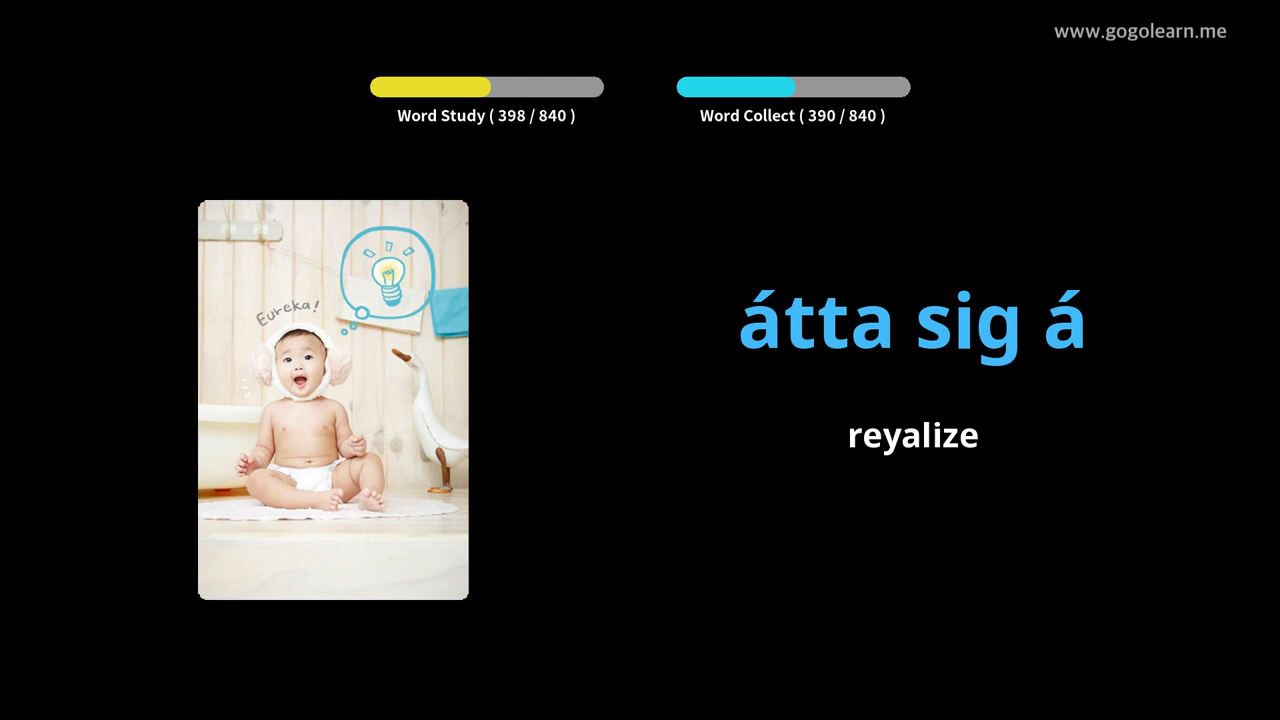 www.gogolearn.me
Word Study ( 398 / 840 )
Word Collect ( 390 / 840 )
Eureka!
átta sig á
reyalize